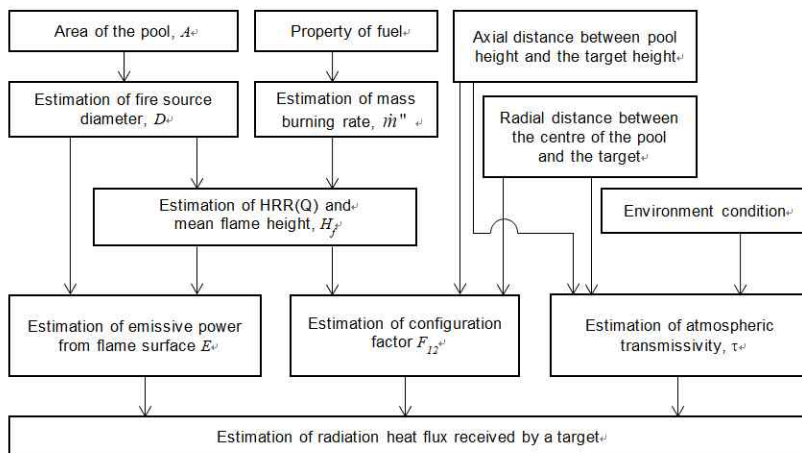 Area of the pool, A
Property of fuel
Axial distance between pool
height and the target height
Estimation of fire source
diameter, D
Estimation of mass
burning rate, ṁ"
Radial distance between
the centre of the pool
and the target
Estimation of HRR(Q) and
mean flame height, H_f
Environment condition
Estimation of emissive power
from flame surface E
Estimation of configuration
factor F_12
Estimation of atmospheric
transmissivity, τ
Estimation of radiation heat flux received by a target